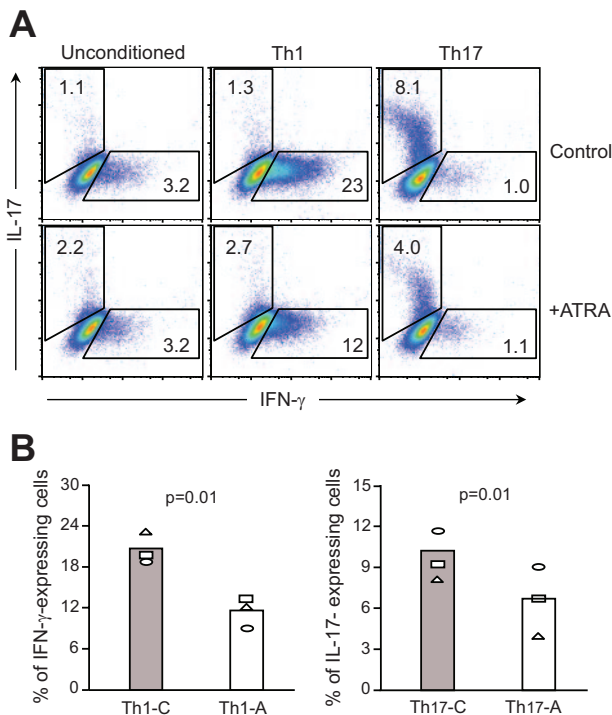 A
Unconditioned Th1 Th17
1.1 1.3 8.1
3.2 23 1.0
Control
2.2 2.7 4.0
3.2 12 1.1
+ATRA
IL-17
IFN-γ
B
% of IFN-γ-expressing cells
30
24
18
12
6
0
p=0.01
Th1-C Th1-A
% of IL-17- expressing cells
15
12
9
6
3
0
p=0.01
Th17-C Th17-A